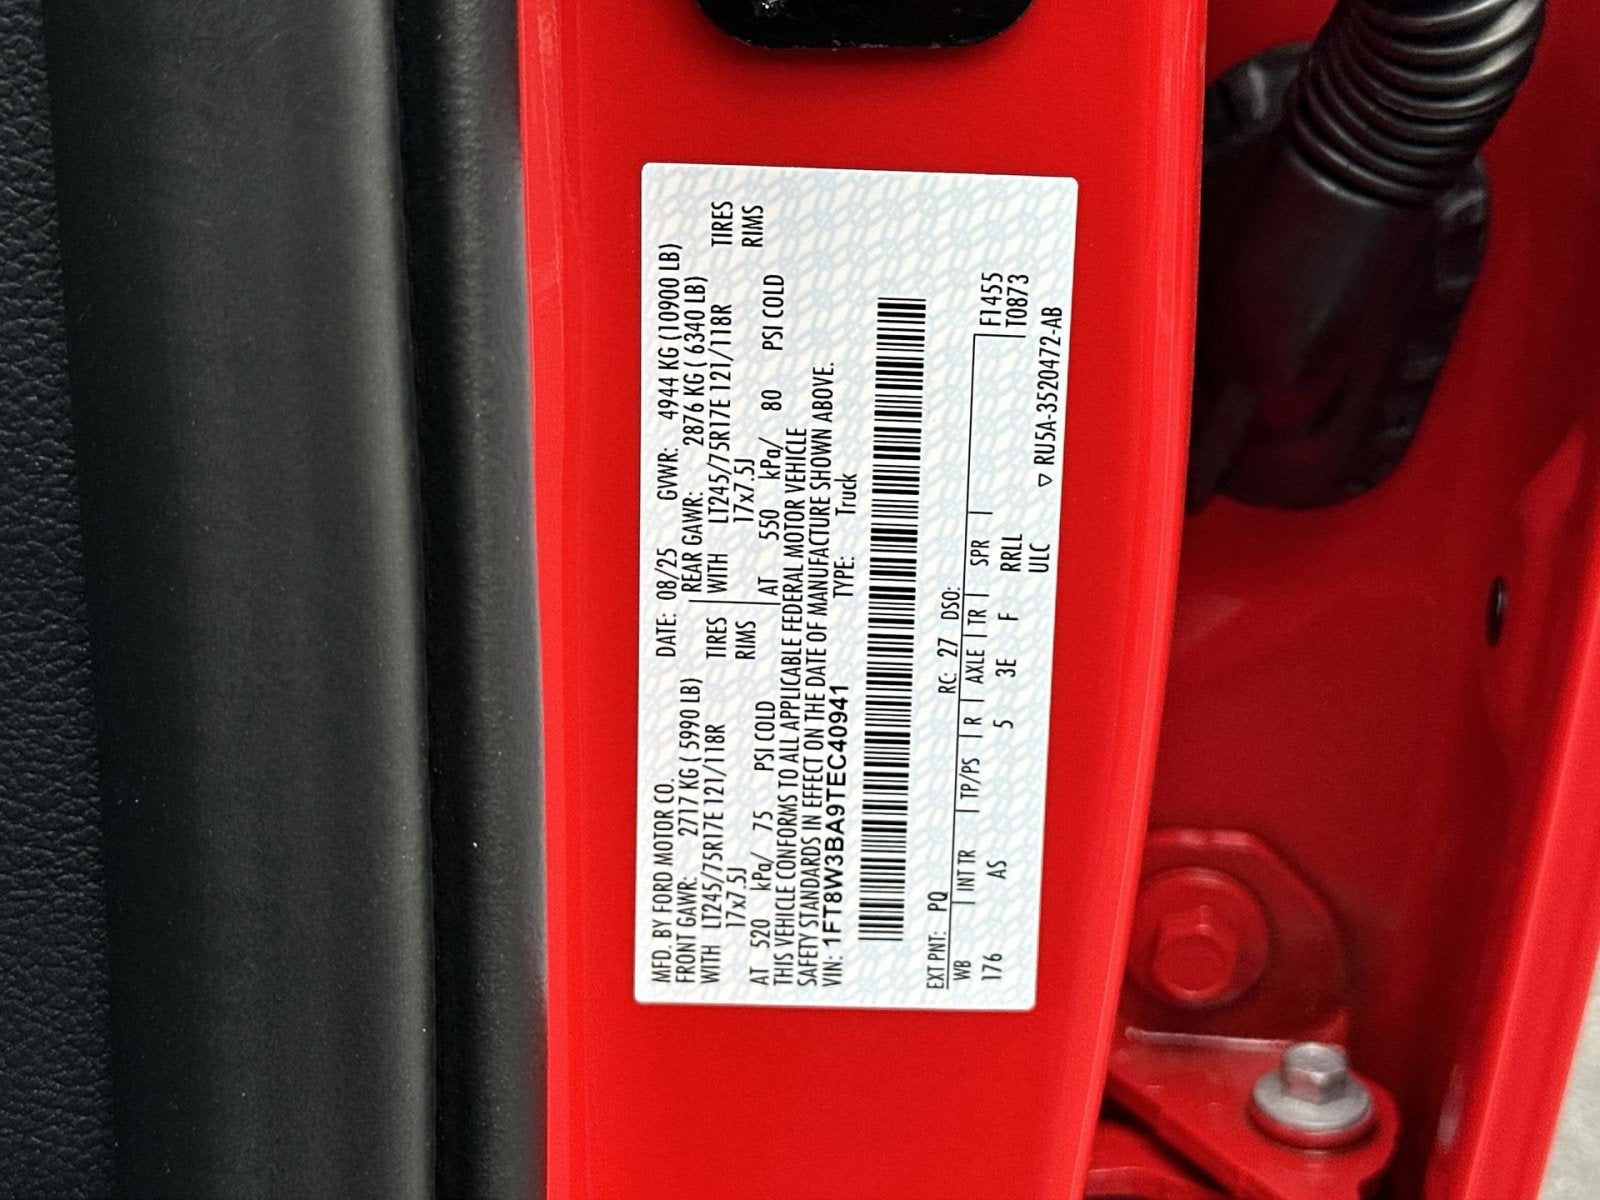 MFD. BY FORD MOTOR CO. DATE: 08/25 GVWR: 4944 KG (10900 LB)
FRONT GAWR: 2717 KG ( 5990 LB) REAR GAWR: 2876 KG ( 6340 LB)
WITH LT245/75R17E 121/118R TIRES WITH LT245/75R17E 121/118R TIRES
17x7.5J RIMS 17x7.5J RIMS
AT 520 kPa/ 75 PSI COLD AT 550 kPa/ 80 PSI COLD
THIS VEHICLE CONFORMS TO ALL APPLICABLE FEDERAL MOTOR VEHICLE
SAFETY STANDARDS IN EFFECT ON THE DATE OF MANUFACTURE SHOWN ABOVE.
VIN: 1FT8W3BA9TEC40941 TYPE: Truck
EXT PNT: PQ RC: 27 DSO:
WB INT TR TP/PS R AXLE TR SPR F1455
176 AS 5 3E F RRLL T0873
ULC
▽ RU5A-3520472-AB